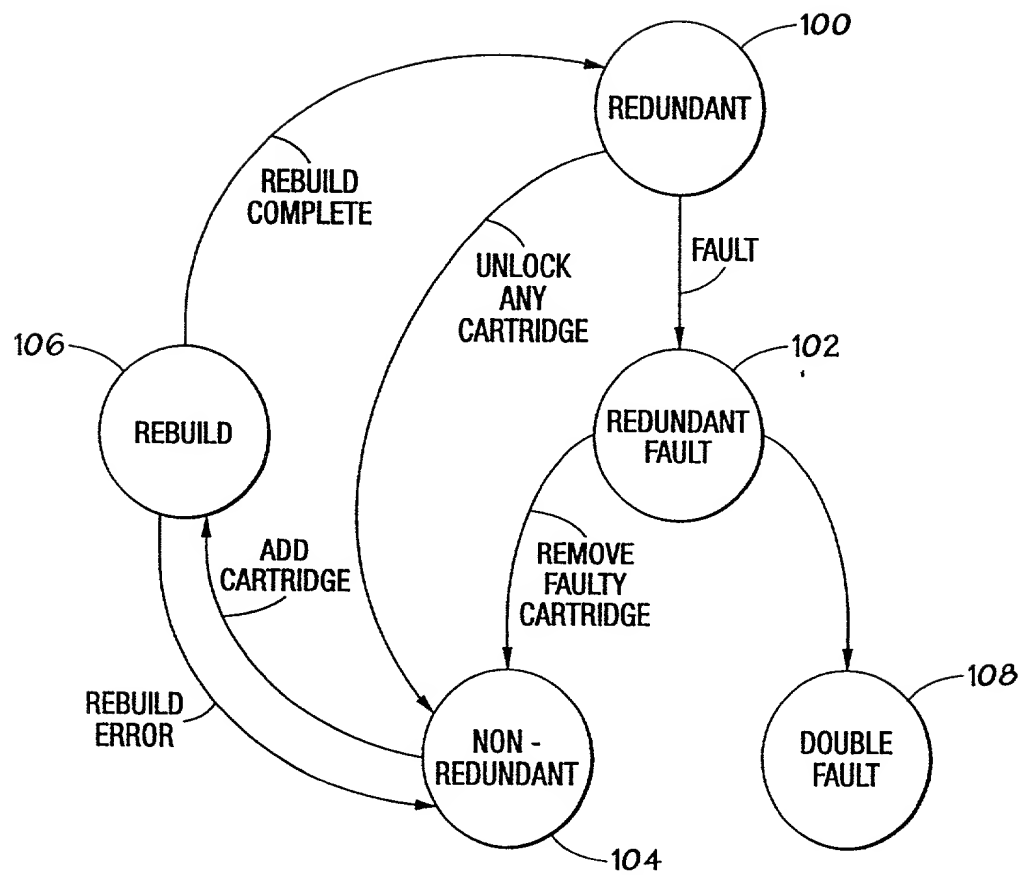 100
REDUNDANT
REBUILD
COMPLETE
UNLOCK
ANY
CARTRIDGE
FAULT
106
102
REBUILD
REDUNDANT
FAULT
ADD
CARTRIDGE
REMOVE
FAULTY
CARTRIDGE
REBUILD
ERROR
108
NON -
REDUNDANT
DOUBLE
FAULT
104